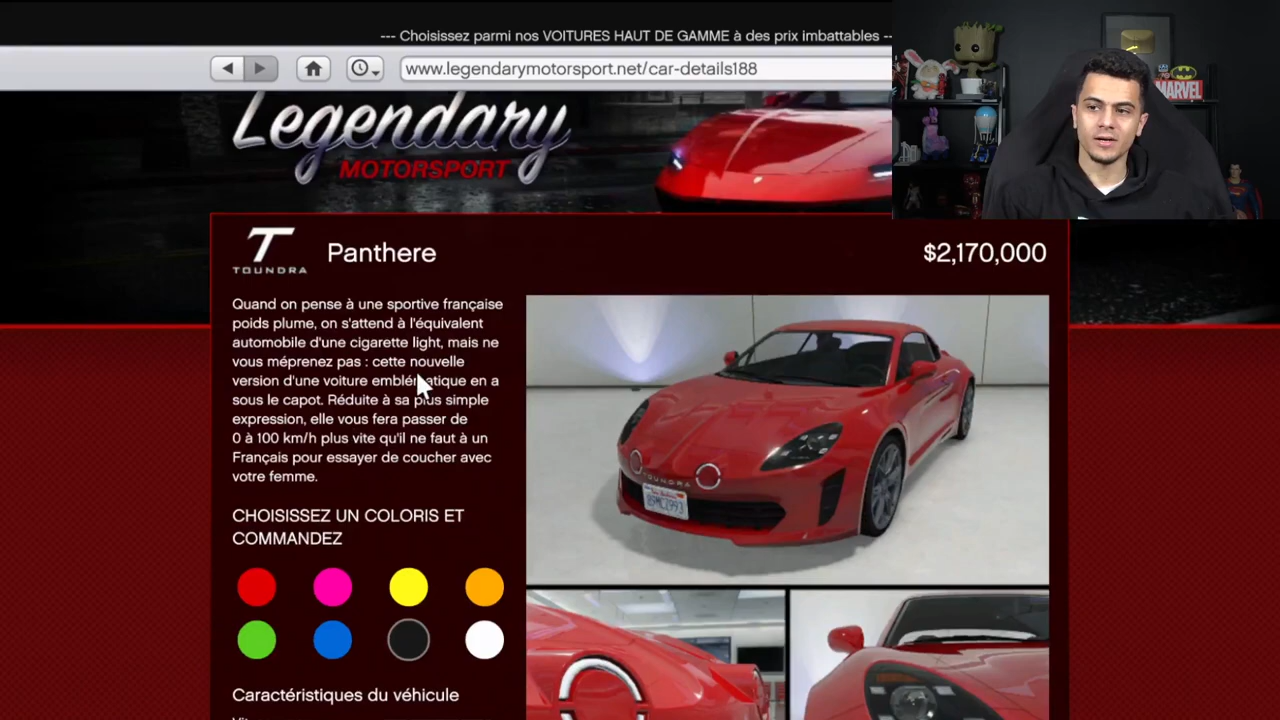 --- Choisissez parmi nos VOITURES HAUT DE GAMME à des prix imbattables --
www.legendarymotorsport.net/car-details188
MARVEL
Legendary
MOTORSPORT
T
TOUNDRA
Panthere
$2,170,000
Quand on pense à une sportive française
poids plume, on s'attend à l'équivalent
automobile d'une cigarette light, mais ne
vous méprenez pas : cette nouvelle
version d'une voiture emblématique en a
sous le capot. Réduite à sa plus simple
expression, elle vous fera passer de
0 à 100 km/h plus vite qu'il ne faut à un
Français pour essayer de coucher avec
votre femme.
TOUNDRA
CHOISISSEZ UN COLORIS ET
COMMANDEZ
Caractéristiques du véhicule